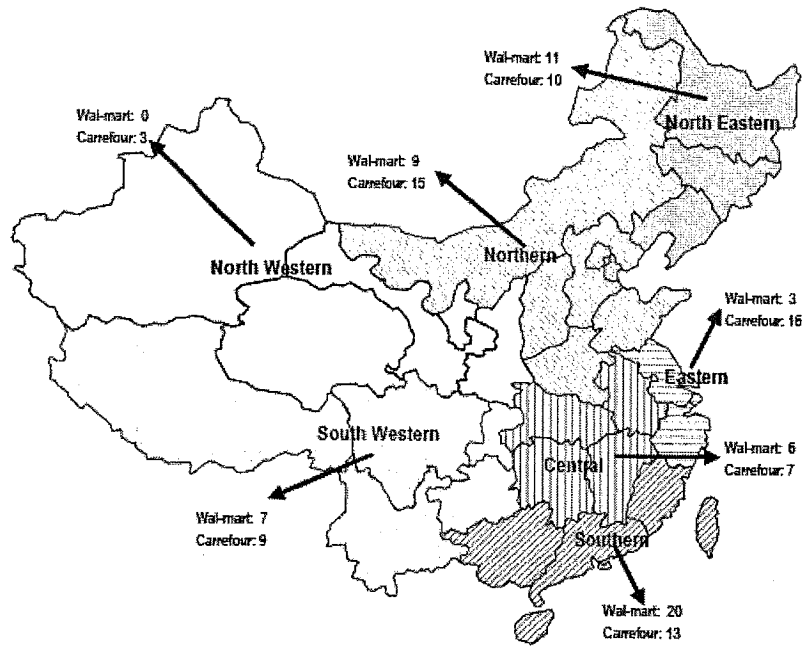 Wal-mart: 11
Carrefour: 10
North Eastern
Wal-mart: 0
Carrefour: 3
Wal-mart: 9
Carrefour: 15
Northern
North Western
Wal-mart: 3
Carrefour: 16
Eastern
South Western
Wal-mart: 6
Carrefour: 7
Central
Wal-mart: 7
Carrefour: 9
Southern
Wal-mart: 20
Carrefour: 13